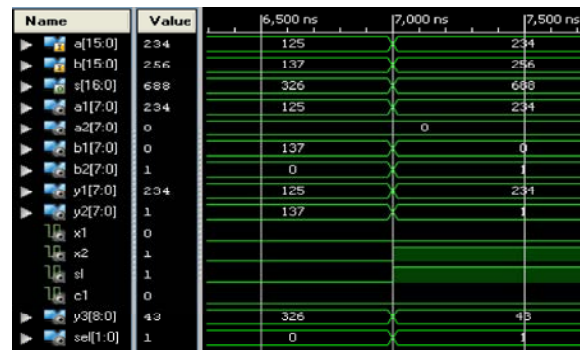 Name Value 6,500 ns 7,000 ns 7,500 ns
a[15:0] 234 125 234
b[15:0] 256 137 256
s[16:0] 688 326 688
a1[7:0] 234 125 234
a2[7:0] 0 0
b1[7:0] 0 137 0
b2[7:0] 1 0 1
y1[7:0] 234 125 234
y2[7:0] 1 137 1
x1 0
x2 1
sl 1
c1 0
y3[8:0] 43 326 43
sel[1:0] 1 0 1